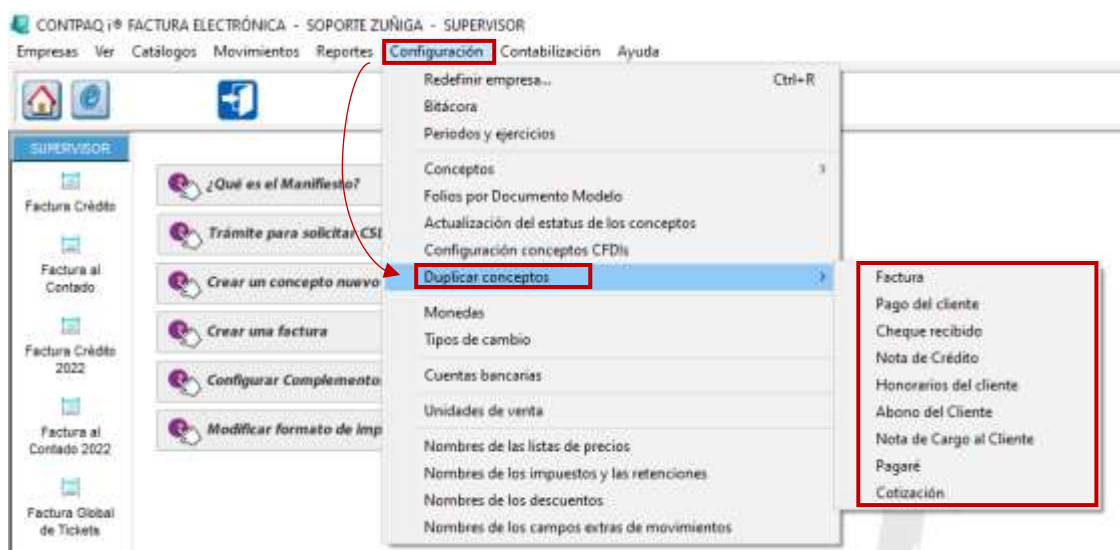 CONTPAQ i® FACTURA ELECTRÓNICA - SOPORTE ZUÑIGA - SUPERVISOR
Empresas Ver Catálogos Movimientos Reportes Configuración Contabilización Ayuda
SUPERVISOR
Factura Crédito
Factura al
Contado
Factura Crédito
2022
Factura al
Contado 2022
Factura Global
de Tickets
¿Qué es el Manifiesto?
Trámite para solicitar CSD
Crear un concepto nuevo
Crear una factura
Configurar Complemento
Modificar formato de imp
Redefinir empresa... Ctrl+R
Bitácora
Periodos y ejercicios
Conceptos
Folios por Documento Modelo
Actualización del estatus de los conceptos
Configuración conceptos CFDIs
Duplicar conceptos
Monedas
Tipos de cambio
Cuentas bancarias
Unidades de venta
Nombres de las listas de precios
Nombres de los impuestos y las retenciones
Nombres de los descuentos
Nombres de los campos extras de movimientos
Factura
Pago del cliente
Cheque recibido
Nota de Crédito
Honorarios del cliente
Abono del Cliente
Nota de Cargo al Cliente
Pagaré
Cotización